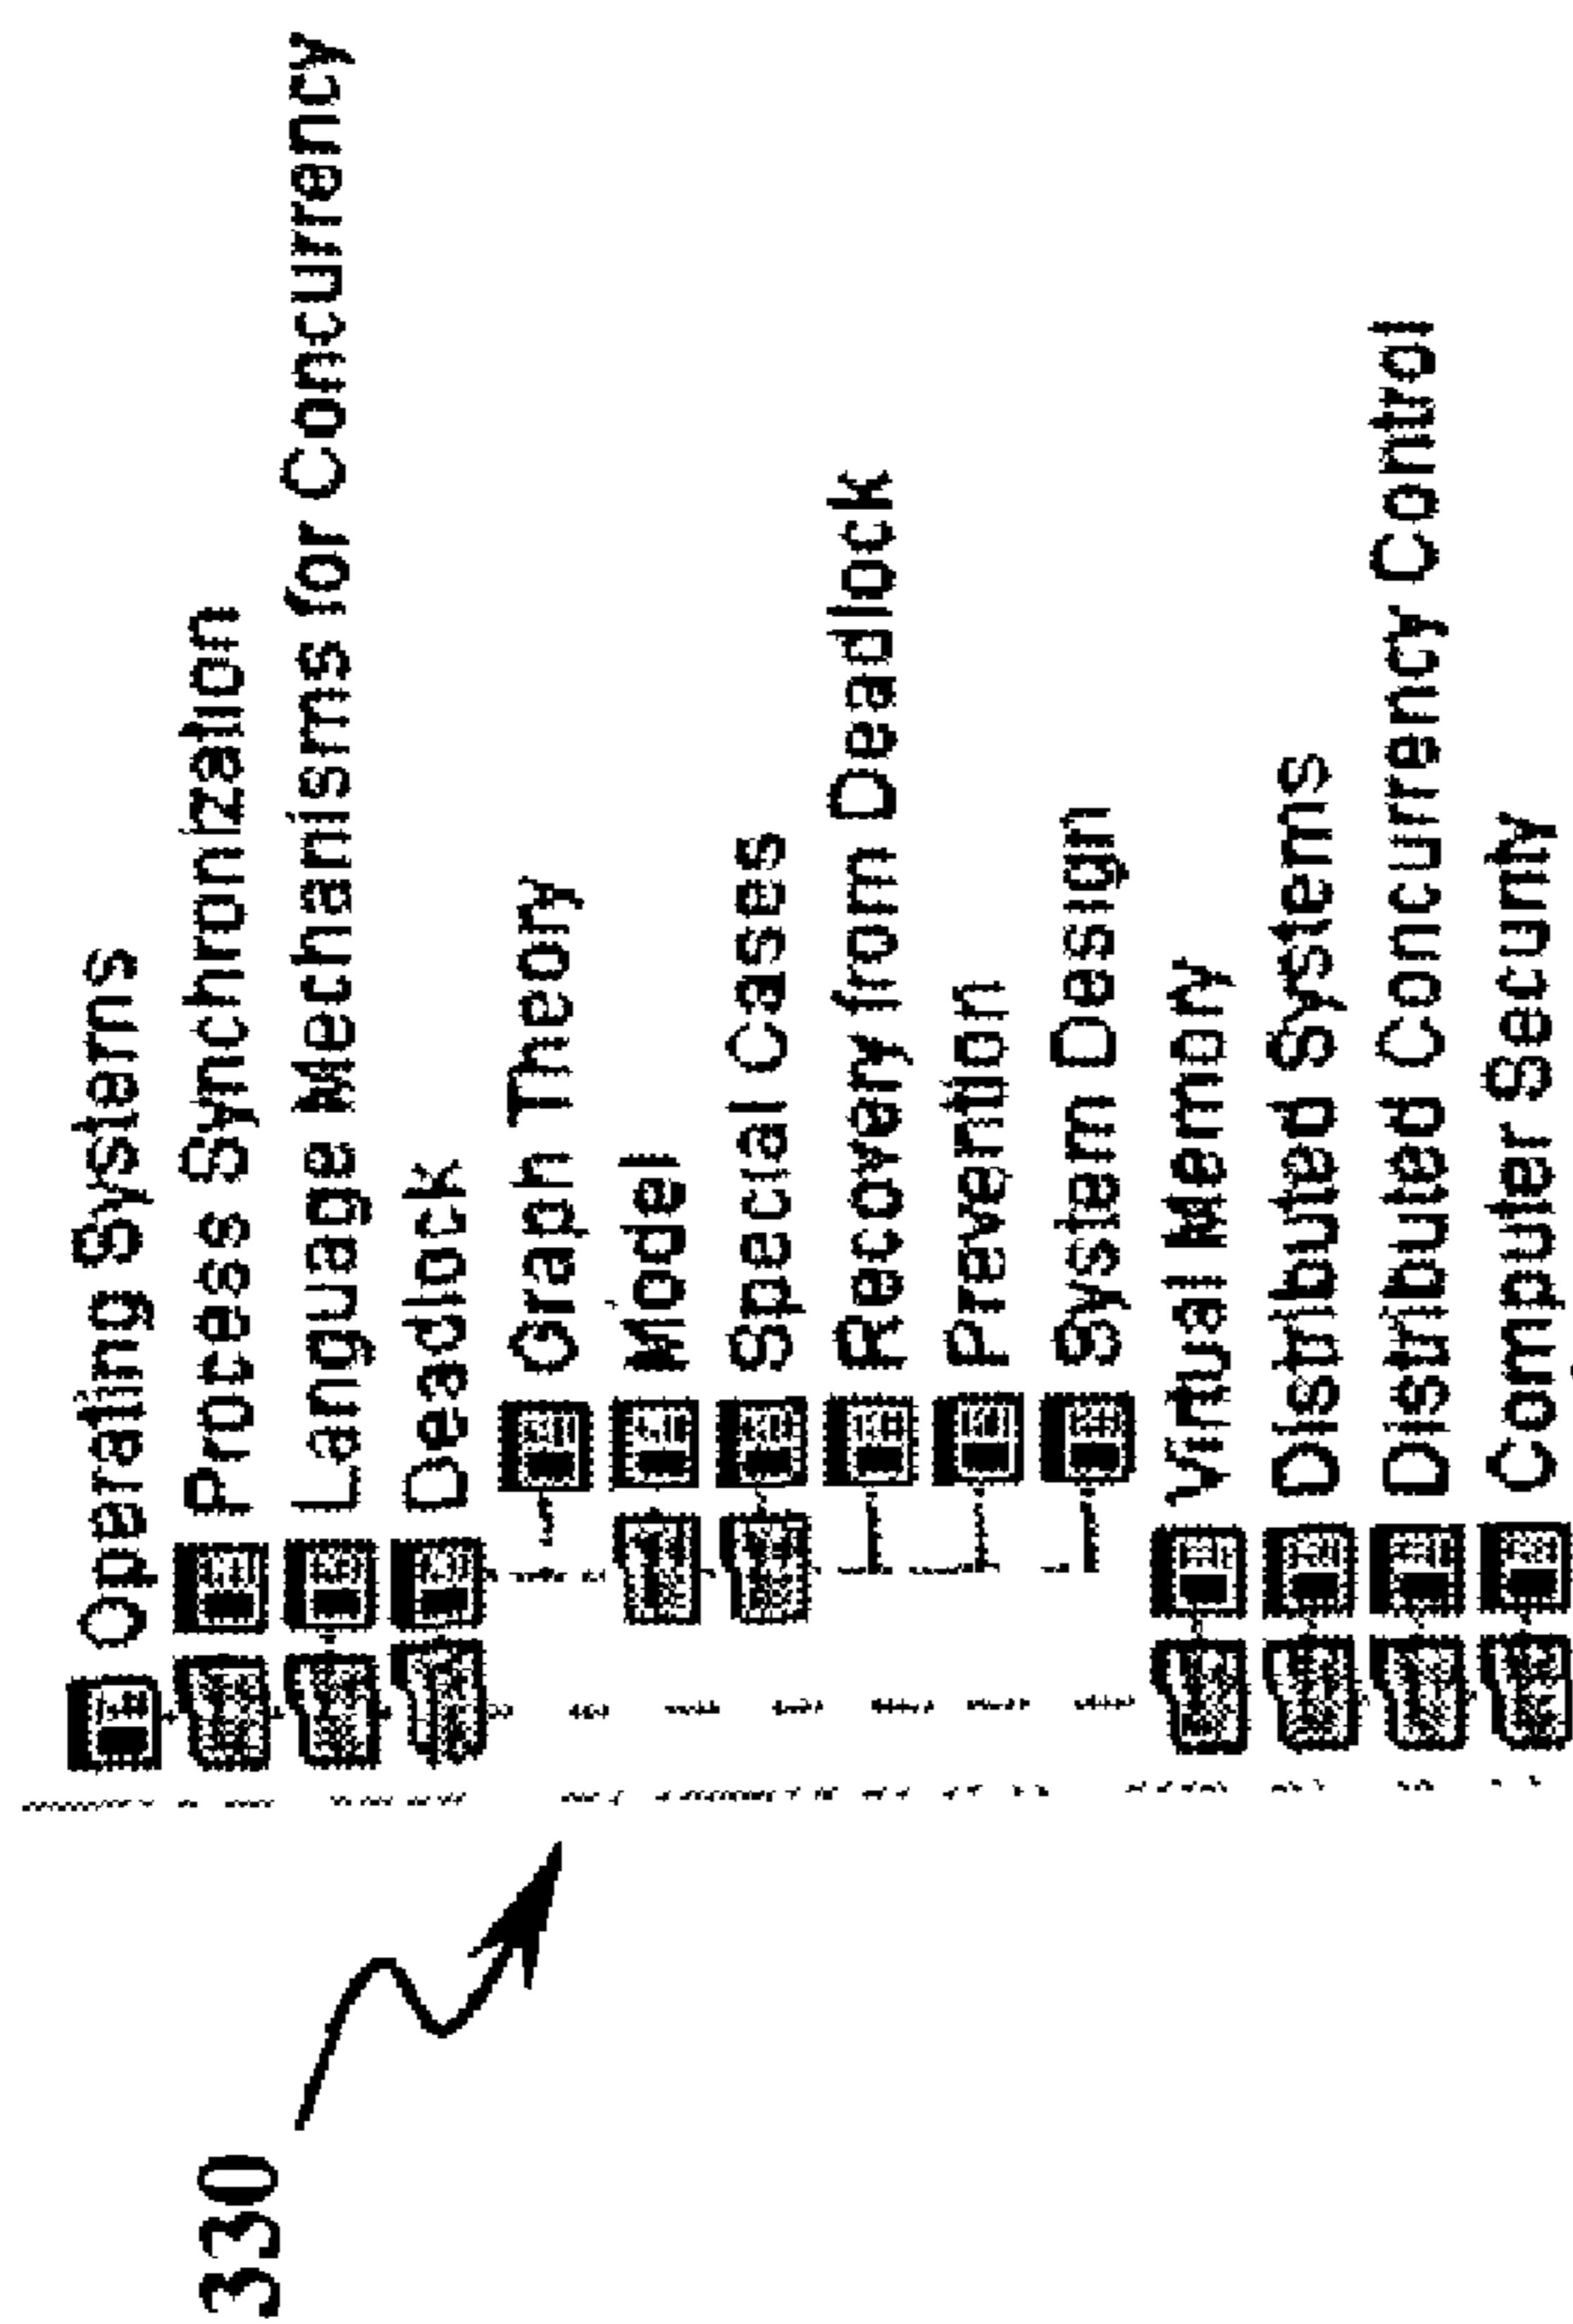 Operating Systems
Process Synchronization
Language Mechanisms for Concurrency
Deadlock
Graph Theory
Model
Special Cases
Recovery from Deadlock
Prevention
System Design
Virtual Memory
Distributed Systems
Distributed Concurrency Control
Computer Security
330